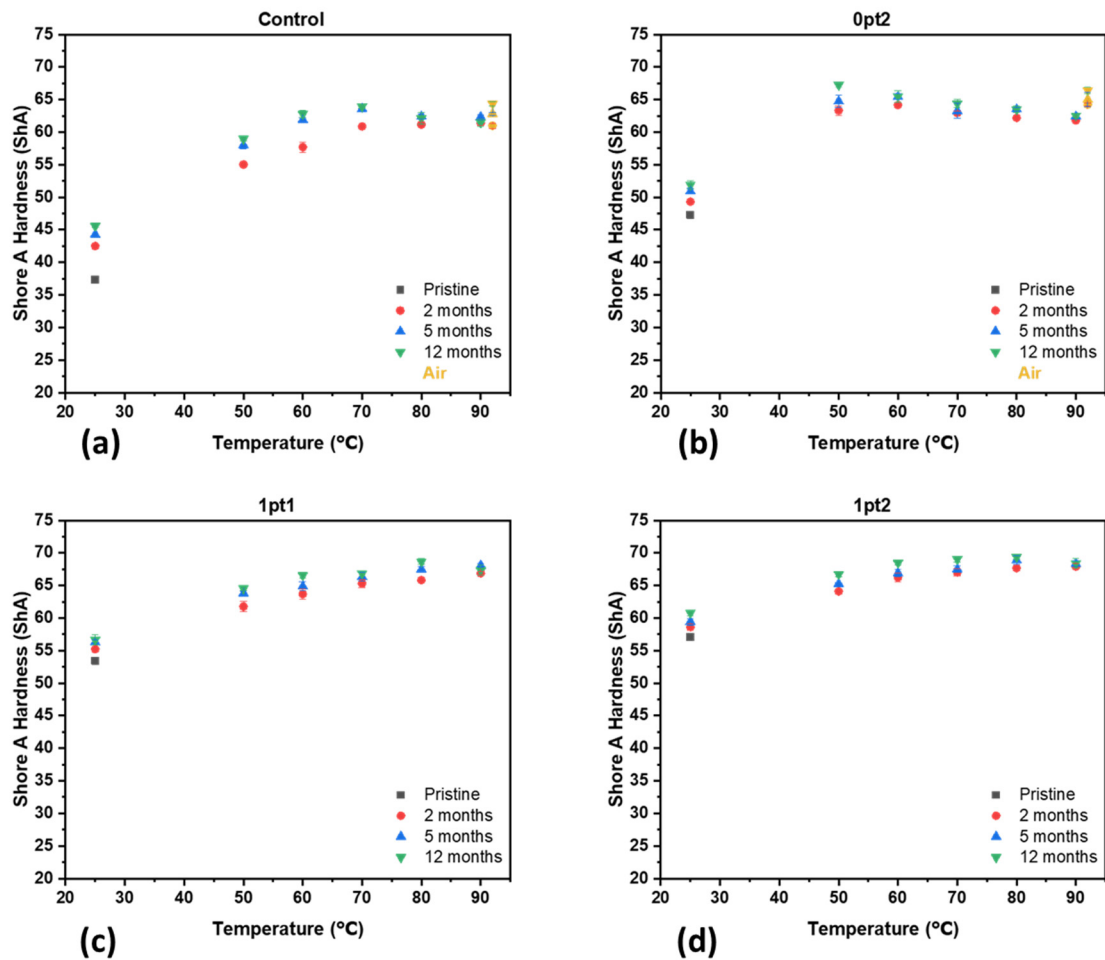 Control
Shore A Hardness (ShA)
75
70
65
60
55
50
45
40
35
30
25
20
Pristine
2 months
5 months
12 months
Air
20 30 40 50 60 70 80 90
Temperature (°C)
(a)
0pt2
Shore A Hardness (ShA)
75
70
65
60
55
50
45
40
35
30
25
20
Pristine
2 months
5 months
12 months
Air
20 30 40 50 60 70 80 90
Temperature (°C)
(b)
1pt1
Shore A Hardness (ShA)
75
70
65
60
55
50
45
40
35
30
25
20
Pristine
2 months
5 months
12 months
20 30 40 50 60 70 80 90
Temperature (°C)
(c)
1pt2
Shore A Hardness (ShA)
75
70
65
60
55
50
45
40
35
30
25
20
Pristine
2 months
5 months
12 months
20 30 40 50 60 70 80 90
Temperature (°C)
(d)